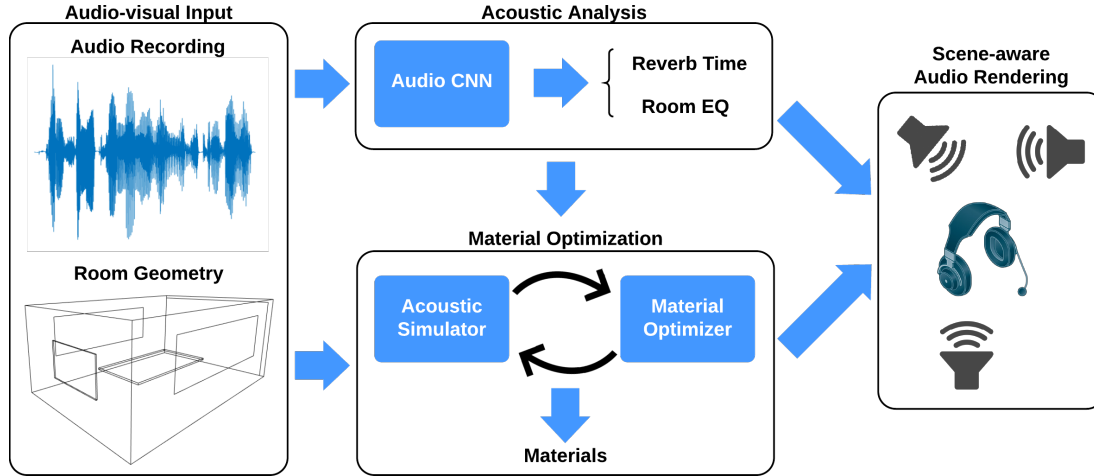 Audio-visual Input
Audio Recording
Room Geometry
Acoustic Analysis
Audio CNN
Reverb Time
Room EQ
Material Optimization
Acoustic
Simulator
Material
Optimizer
Materials
Scene-aware
Audio Rendering